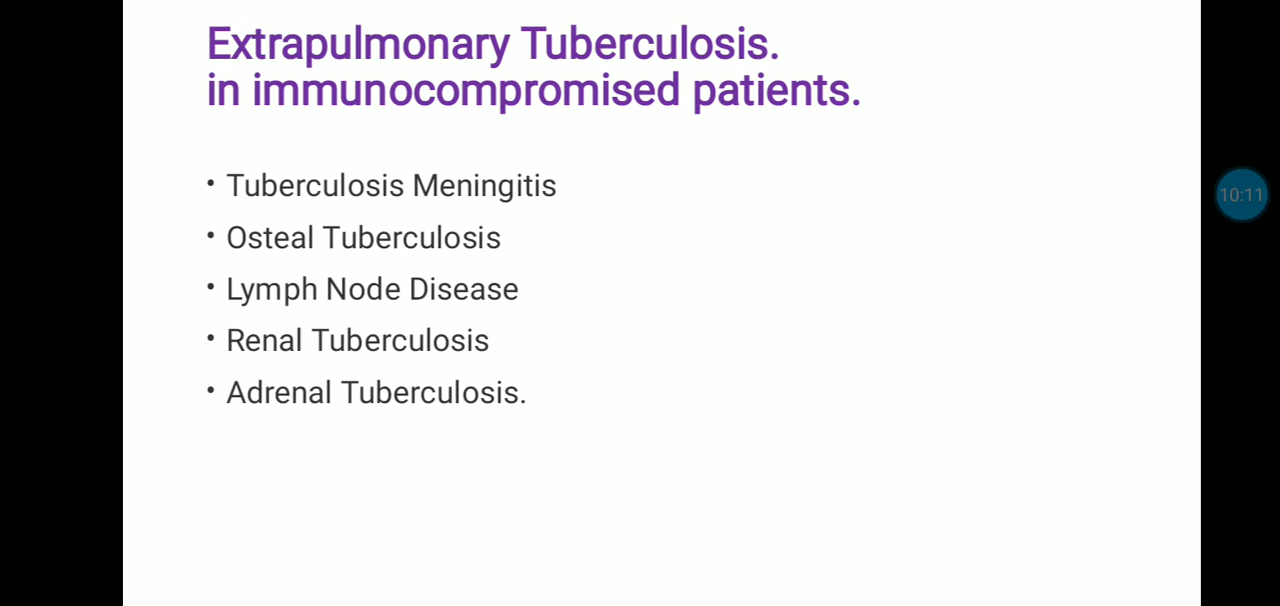 Extrapulmonary Tuberculosis.
in immunocompromised patients.
• Tuberculosis Meningitis
• Osteal Tuberculosis
• Lymph Node Disease
• Renal Tuberculosis
• Adrenal Tuberculosis.
10:11